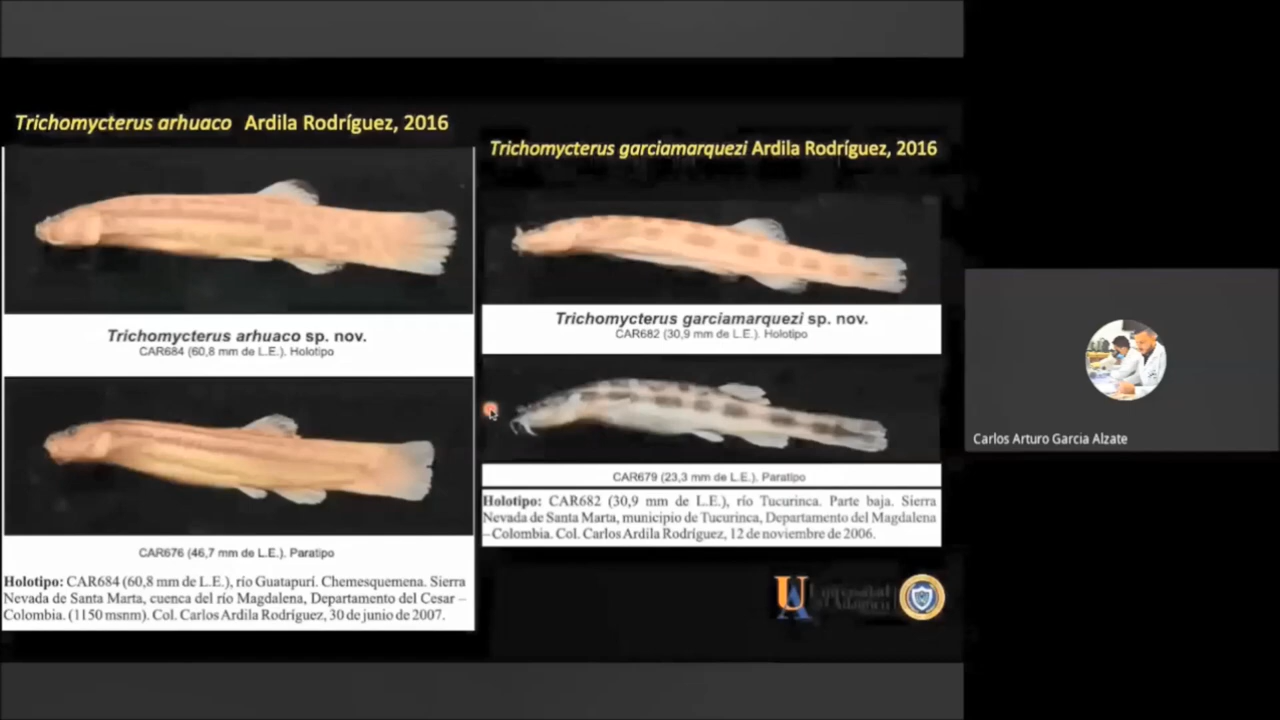 Trichomycterus arhuaco Ardila Rodríguez, 2016
Trichomycterus arhuaco sp. nov.
CAR684 (60,8 mm de L.E.). Holotipo
CAR676 (46,7 mm de L.E.). Paratipo
Holotipo: CAR684 (60,8 mm de L.E.), río Guatapurí. Chemesquemena. Sierra
Nevada de Santa Marta, cuenca del río Magdalena, Departamento del Cesar –
Colombia. (1150 msnm). Col. Carlos Ardila Rodríguez, 30 de junio de 2007.
Trichomycterus garciamarquezi Ardila Rodríguez, 2016
Trichomycterus garciamarquezi sp. nov.
CAR682 (30,9 mm de L.E.). Holotipo
CAR679 (23,3 mm de L.E.). Paratipo
Holotipo: CAR682 (30,9 mm de L.E.), río Tucurinca. Parte baja. Sierra
Nevada de Santa Marta, municipio de Tucurinca, Departamento del Magdalena
–Colombia. Col. Carlos Ardila Rodríguez, 12 de noviembre de 2006.
Universidad
Carlos Arturo Garcia Alzate